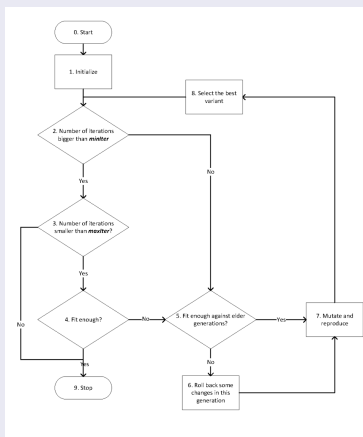 0. Start
1. Initialize
8. Select the best
variant
2. Number of iterations
bigger than miniter
No
Yes
3. Number of iterations
smaller than maxiter?
Yes
4. Fit enough?
No
5. Fit enough against elder
generations?
Yes
7. Mutate and
reproduce
No
No
Yes
9. Stop
6. Roll back some
changes in this
generation